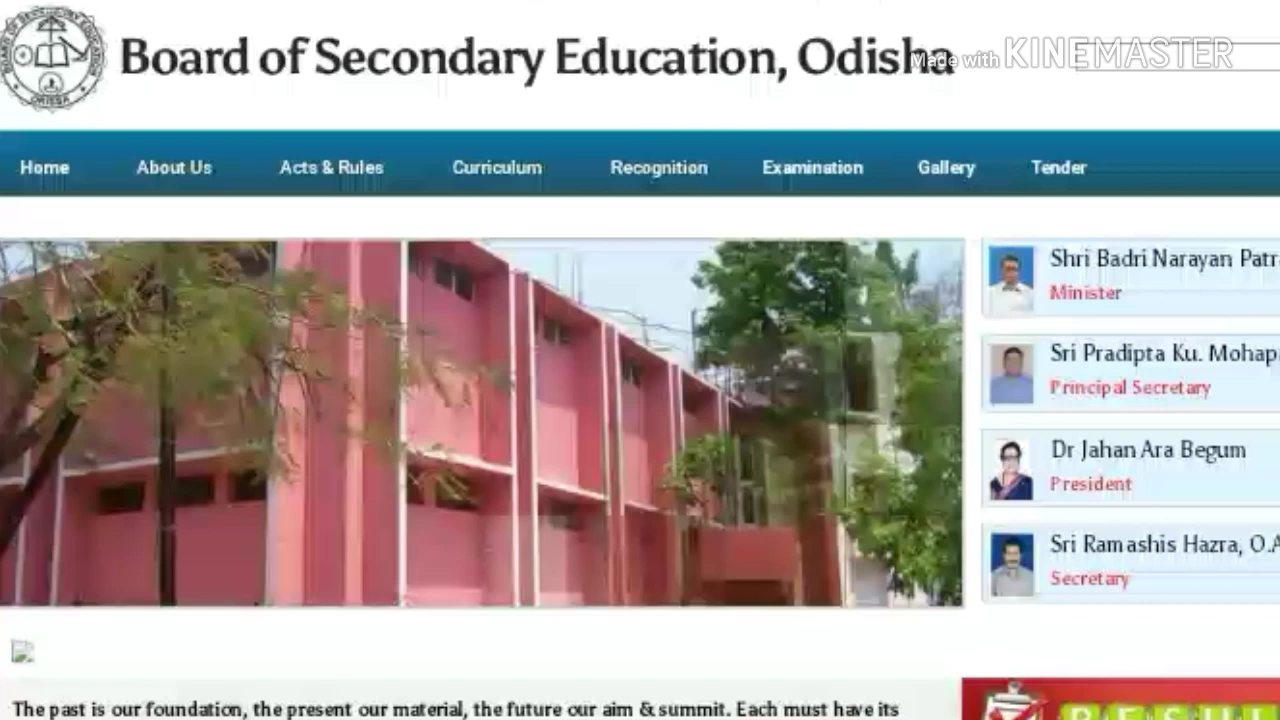 Board of Secondary Education, Odisha
Made with KINEMASTER
Home About Us Acts & Rules Curriculum Recognition Examination Gallery Tender
Shri Badri Narayan Patr
Minister
Sri Pradipta Ku. Mohap
Principal Secretary
Dr Jahan Ara Begum
President
Sri Ramashis Hazra, O.A
Secretary
The past is our foundation, the present our material, the future our aim & summit. Each must have its